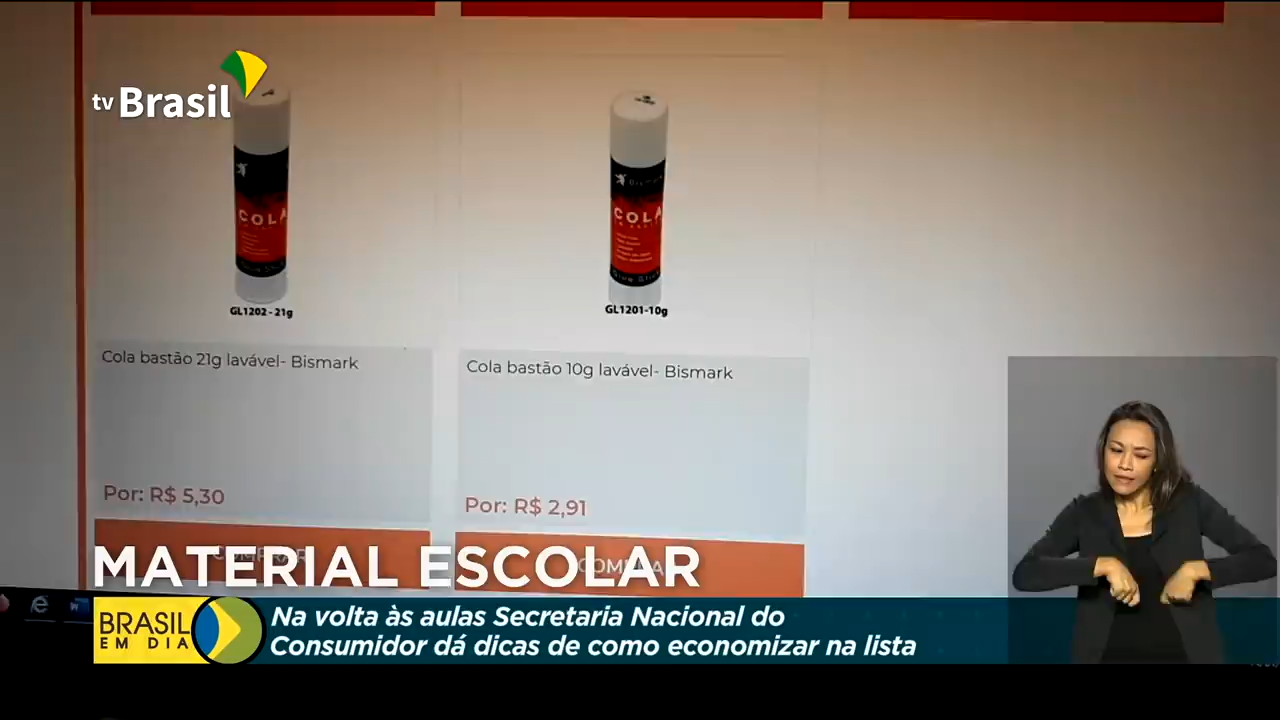 tv Brasil
COLA
COLA
Glue Stick
GL1202 - 21g
GL1201-10g
Cola bastão 21g lavável- Bismark
Cola bastão 10g lavável- Bismark
Por: R$ 5,30
Por: R$ 2,91
MATERIAL ESCOLAR
BRASIL
EM DIA
Na volta às aulas Secretaria Nacional do
Consumidor dá dicas de como economizar na lista